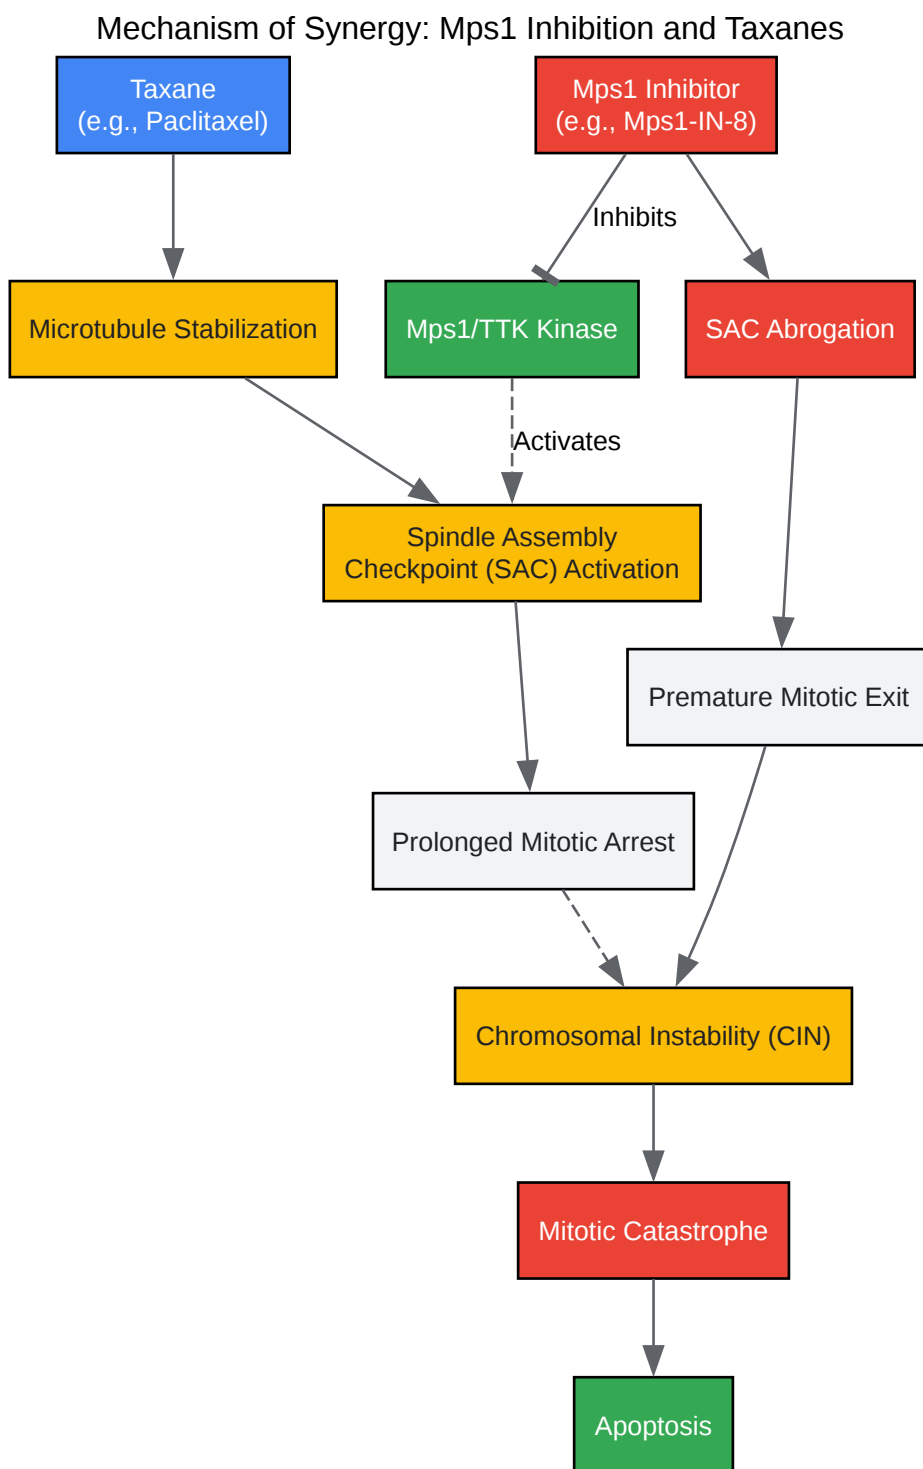 Mechanism of Synergy: Mps1 Inhibition and Taxanes
Taxane
(e.g., Paclitaxel)
Mps1 Inhibitor
(e.g., Mps1-IN-8)
Inhibits
Microtubule Stabilization
Mps1/TTK Kinase
SAC Abrogation
Activates
Spindle Assembly
Checkpoint (SAC) Activation
Premature Mitotic Exit
Prolonged Mitotic Arrest
Chromosomal Instability (CIN)
Mitotic Catastrophe
Apoptosis